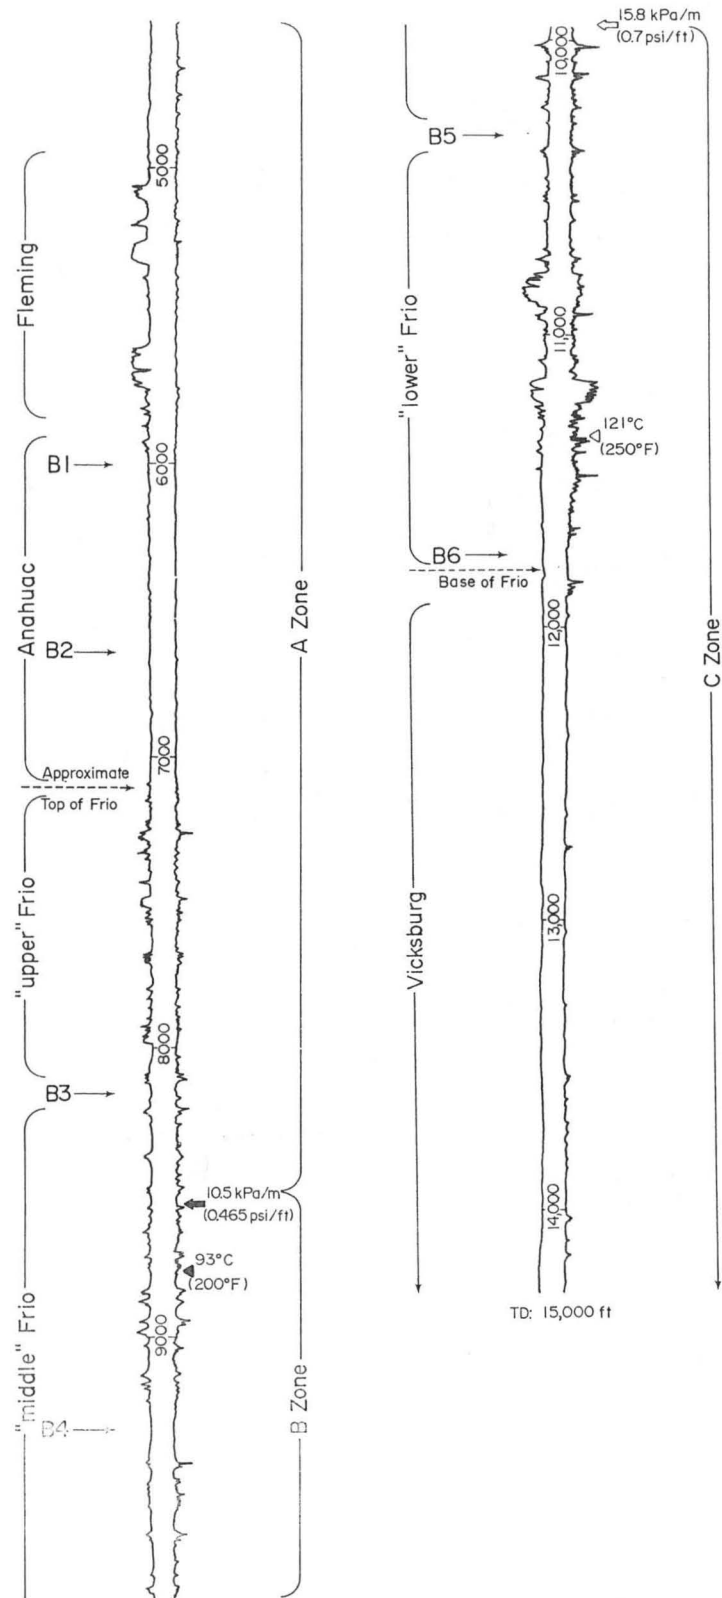 5000
Fleming
B1
6000
Anahuac
A Zone
B2
7000
Approximate
Top of Frio
"upper" Frio
8000
B3
10.5 kPa/m
(0.465 psi/ft)
93°C
(200°F)
"middle" Frio
9000
B4
B Zone
15.8 kPa/m
(0.7 psi/ft)
10,000
B5
"lower" Frio
11,000
121°C
(250°F)
B6
Base of Frio
12,000
C Zone
Vicksburg
13,000
14,000
TD: 15,000 ft